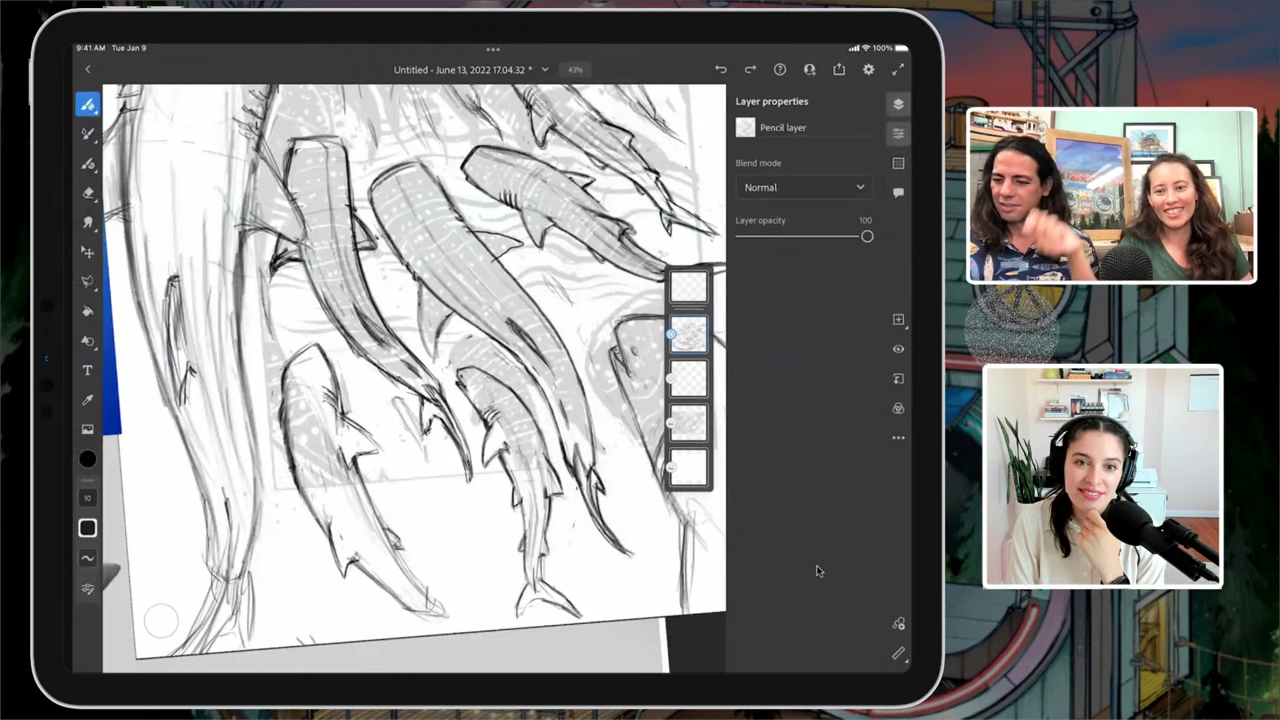 9:41 AM Tue Jan 9
100%
Untitled - June 13, 2022 17.04.32 *
43%
Layer properties
Pencil layer
Blend mode
Normal
Layer opacity
100
T
10